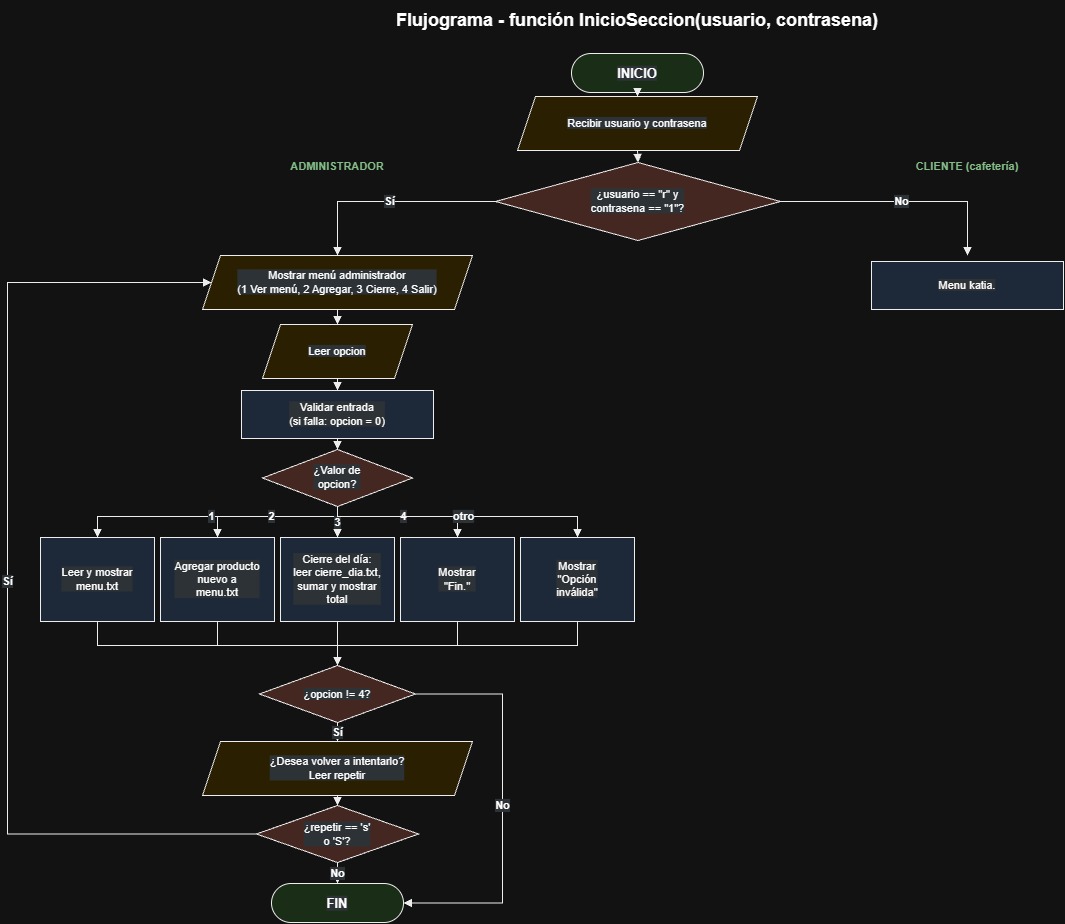 Flujograma - función InicioSeccion(usuario, contrasena)
INICIO
Recibir usuario y contrasena
ADMINISTRADOR
CLIENTE (cafetería)
¿usuario == "r" y
contrasena == "1"?
Sí
No
Mostrar menú administrador
(1 Ver menú, 2 Agregar, 3 Cierre, 4 Salir)
Menu katia.
Leer opcion
Validar entrada
(si falla: opcion = 0)
¿Valor de
opcion?
1
2
3
4
otro
Leer y mostrar
menu.txt
Agregar producto
nuevo a
menu.txt
Cierre del día:
leer cierre_dia.txt,
sumar y mostrar
total
Mostrar
"Fin."
Mostrar
"Opción
inválida"
Sí
¿opcion != 4?
Sí
¿Desea volver a intentarlo?
Leer repetir
No
¿repetir == 's'
o 'S'?
No
FIN